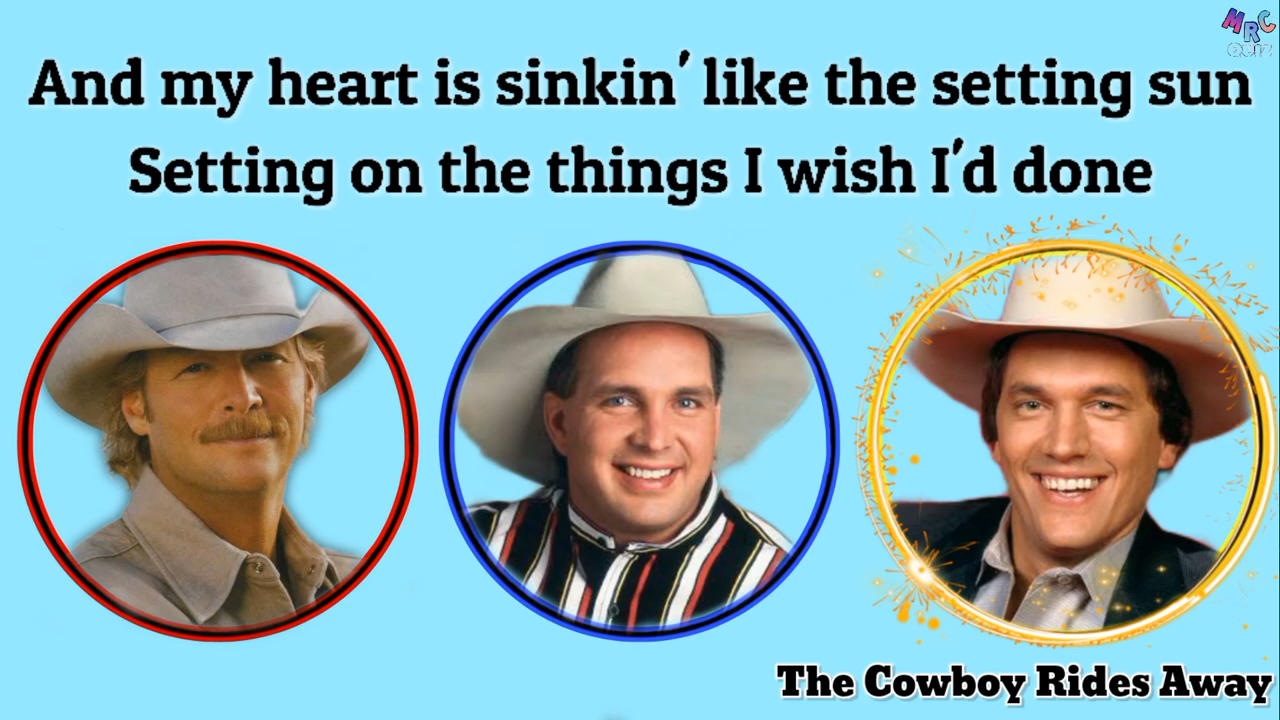 MRC
Quiz
And my heart is sinkin' like the setting sun
Setting on the things I wish I'd done
The Cowboy Rides Away